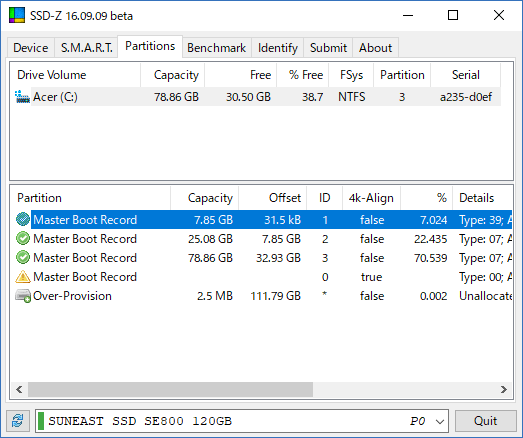 SSD-Z 16.09.09 beta
Device S.M.A.R.T. Partitions Benchmark Identify Submit About
Drive Volume Capacity Free % Free FSys Partition Serial
Acer (C:) 78.86 GB 30.50 GB 38.7 NTFS 3 a235-d0ef
Partition Capacity Offset ID 4k-Align % Details
Master Boot Record 7.85 GB 31.5 kB 1 false 7.024 Type: 39; A
Master Boot Record 25.08 GB 7.85 GB 2 false 22.435 Type: 07; A
Master Boot Record 78.86 GB 32.93 GB 3 false 70.539 Type: 07; A
Master Boot Record 0 true Type: 00; A
Over-Provision 2.5 MB 111.79 GB * false 0.002 Unallocate
SUNEAST SSD SE800 120GB P0 Quit